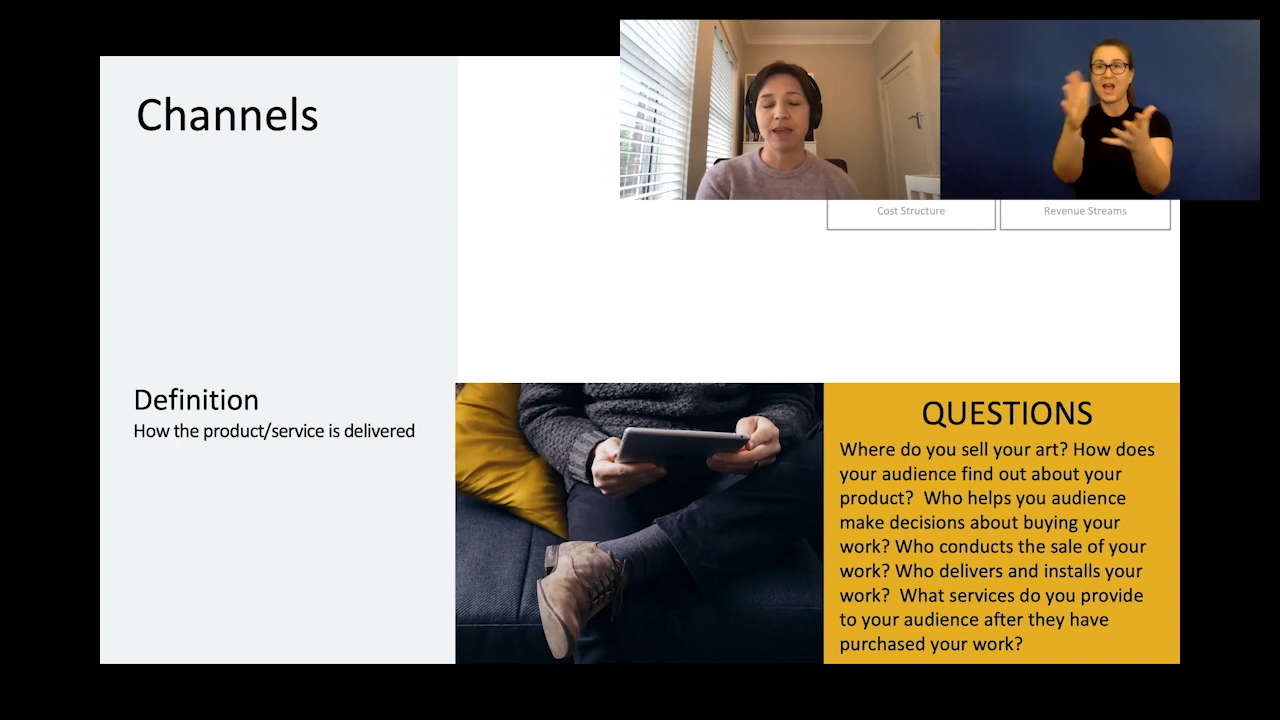 Channels
Cost Structure
Revenue Streams
Definition
How the product/service is delivered
QUESTIONS
Where do you sell your art? How does
your audience find out about your
product?  Who helps you audience
make decisions about buying your
work? Who conducts the sale of your
work? Who delivers and installs your
work?  What services do you provide
to your audience after they have
purchased your work?